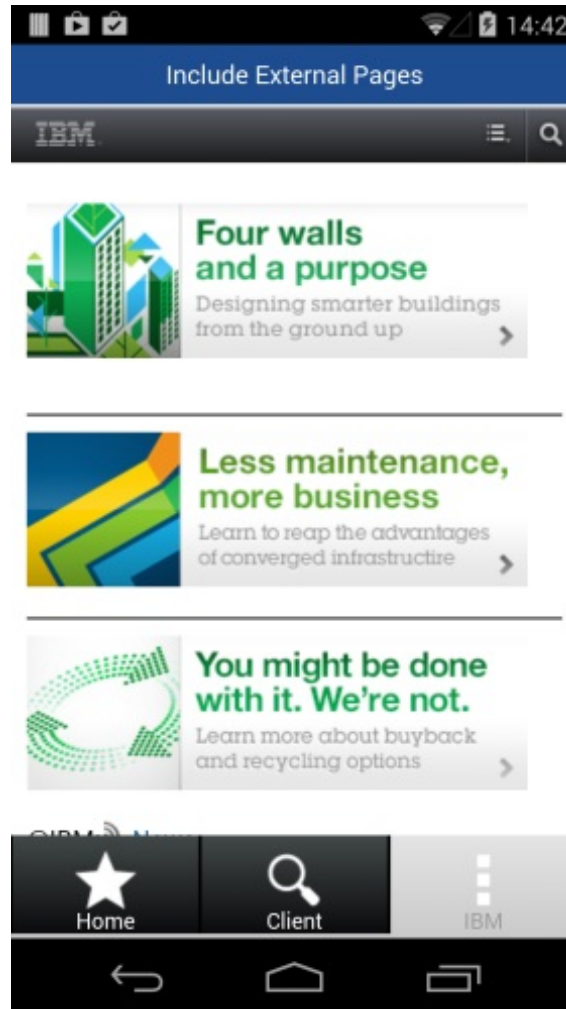 14:42
Include External Pages
IBM.
Four walls
and a purpose
Designing smarter buildings
from the ground up
Less maintenance,
more business
Learn to reap the advantages
of converged infrastructire
You might be done
with it. We're not.
Learn more about buyback
and recycling options
Home
Client
IBM